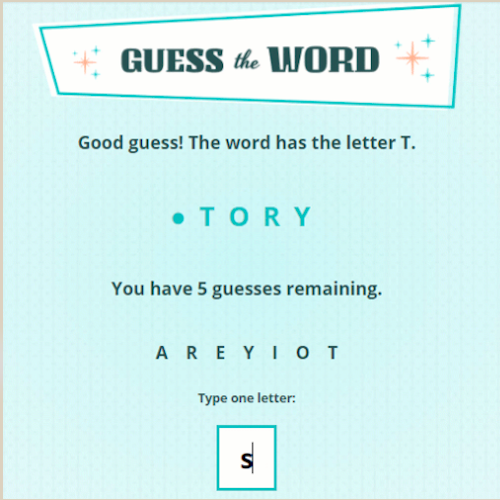 GUESS the WORD
Good guess! The word has the letter T.
● T O R Y
You have 5 guesses remaining.
A R E Y I O T
Type one letter:
s